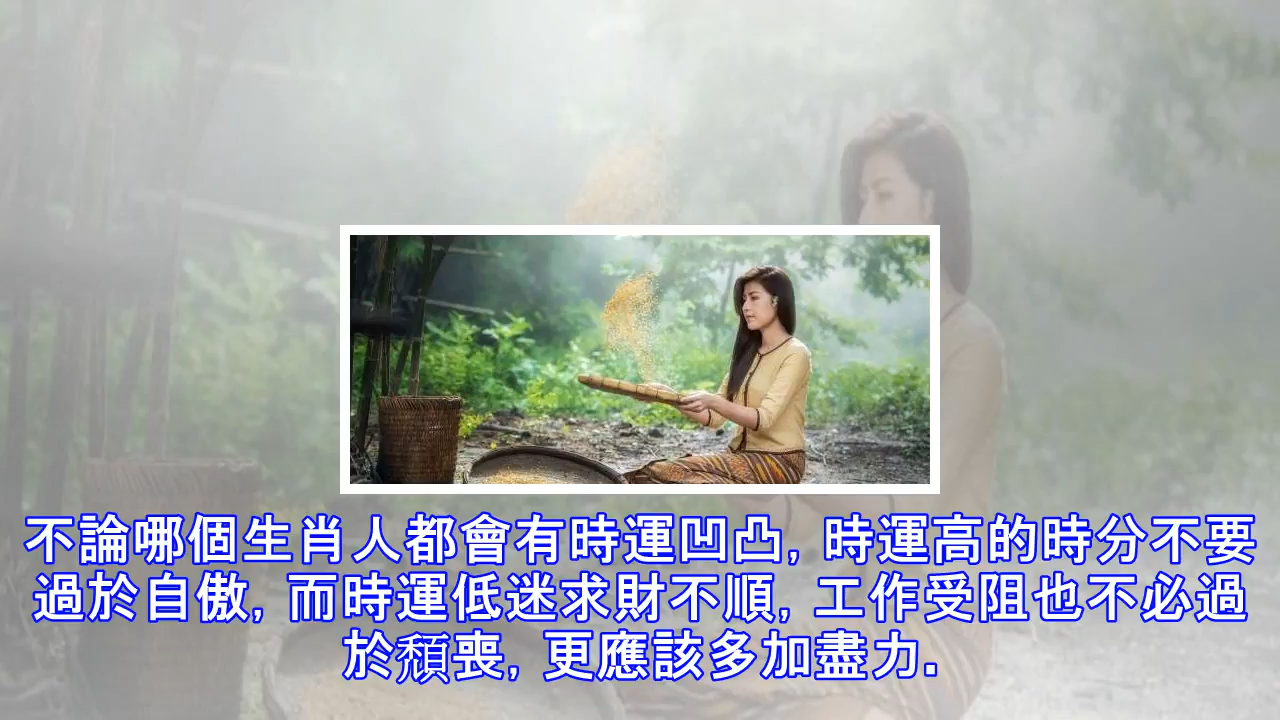 不論哪個生肖人都會有時運凹凸, 時運高的時分不要
過於自傲, 而時運低迷求財不順, 工作受阻也不必過
於頹喪, 更應該多加盡力.